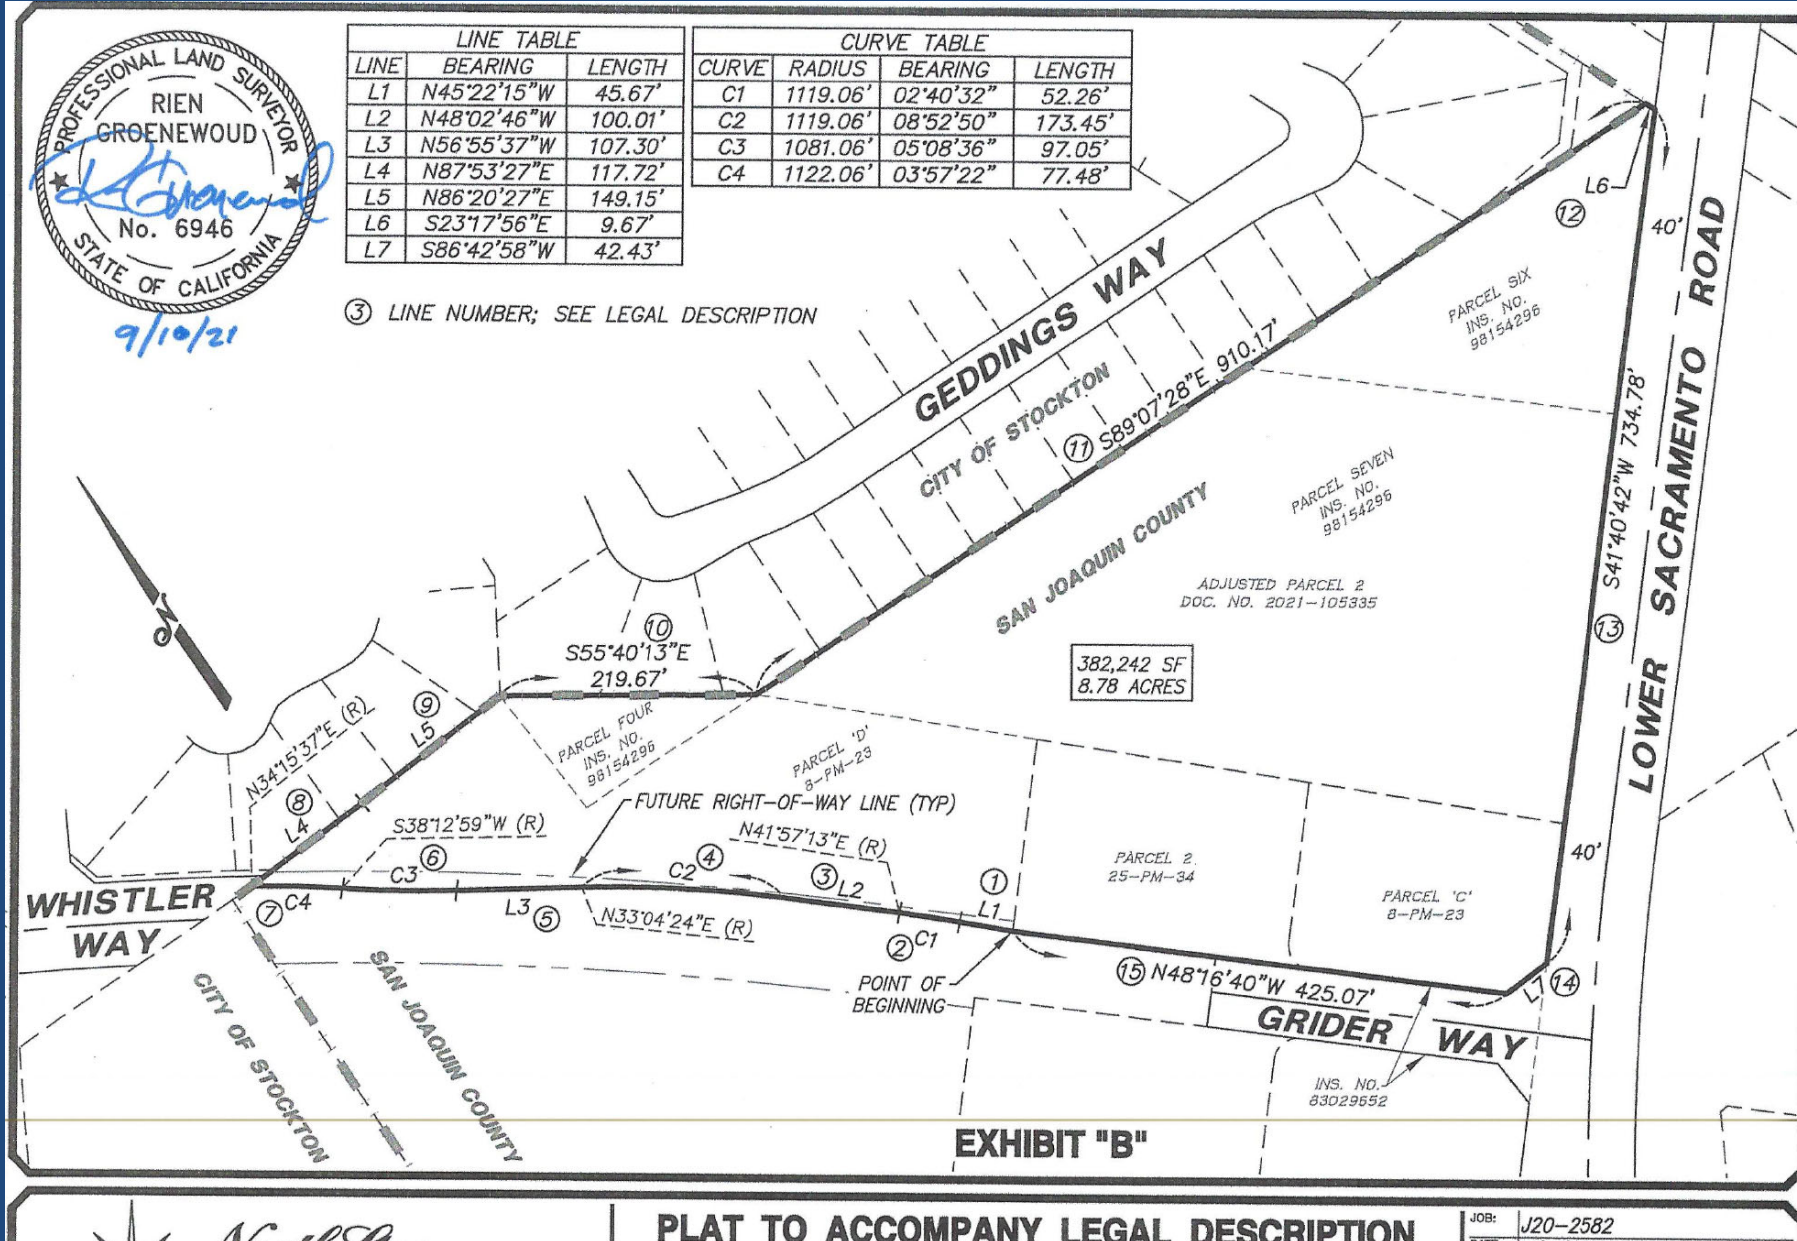 PROFESSIONAL LAND SURVEYOR
RIEN
GROENEWOUD
No. 6946
STATE OF CALIFORNIA
9/10/21
LINE TABLE
LINE BEARING LENGTH
L1 N45°22'15"W 45.67'
L2 N48°02'46"W 100.01'
L3 N56°55'37"W 107.30'
L4 N87°53'27"E 117.72'
L5 N86°20'27"E 149.15'
L6 S23°17'56"E 9.67'
L7 S86°42'58"W 42.43'
CURVE TABLE
CURVE RADIUS BEARING LENGTH
C1 1119.06' 02°40'32" 52.26'
C2 1119.06' 08°52'50" 173.45'
C3 1081.06' 05°08'36" 97.05'
C4 1122.06' 03°57'22" 77.48'
③ LINE NUMBER; SEE LEGAL DESCRIPTION
L6
⑫
40'
GEDDINGS WAY
CITY OF STOCKTON
⑪ S89°07'28"E 910.17'
SAN JOAQUIN COUNTY
PARCEL SIX
INS. NO.
98154296
PARCEL SEVEN
INS. NO.
98154296
⑬ S41°40'42"W 734.78'
LOWER SACRAMENTO ROAD
ADJUSTED PARCEL 2
DOC. NO. 2021-105335
382,242 SF
8.78 ACRES
⑩
S55°40'13"E
219.67'
N
⑨
L5
N34°15'37"E (R)
⑧
L4
PARCEL FOUR
INS. NO.
98154296
PARCEL 'D'
8-PM-23
FUTURE RIGHT-OF-WAY LINE (TYP)
S38°12'59"W (R)
N41°57'13"E (R)
⑥
C3
C2 ④
③ L2
①
L1
PARCEL 2
25-PM-34
PARCEL 'C'
8-PM-23
40'
WHISTLER
WAY
⑦ C4
L3 ⑤
N33°04'24"E (R)
② C1
POINT OF
BEGINNING
⑮ N48°16'40"W 425.07'
L7 ⑭
GRIDER WAY
INS. NO.
83029652
CITY OF STOCKTON
SAN JOAQUIN COUNTY
EXHIBIT "B"
PLAT TO ACCOMPANY LEGAL DESCRIPTION
JOB: J20-2582